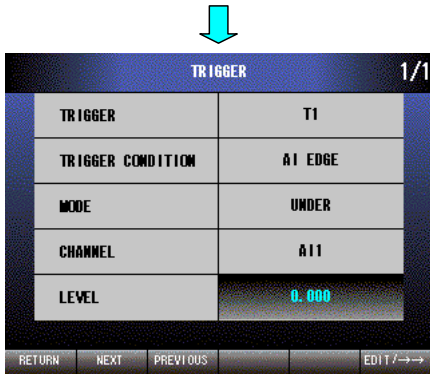 TRIGGER 1/1
TRIGGER T1
TRIGGER CONDITION AI EDGE
MODE UNDER
CHANNEL AI1
LEVEL 0.000
RETURN NEXT PREVIOUS EDIT/→→